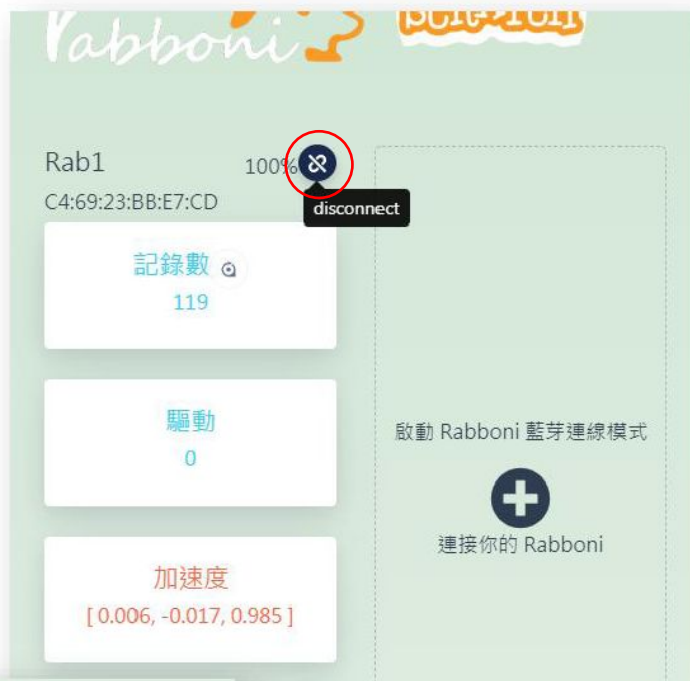 rabboni
Rab1
100%
C4:69:23:BB:E7:CD
disconnect
記錄數
119
驅動
0
加速度
[ 0.006, -0.017, 0.985 ]
啟動 Rabboni 藍芽連線模式
連接你的 Rabboni